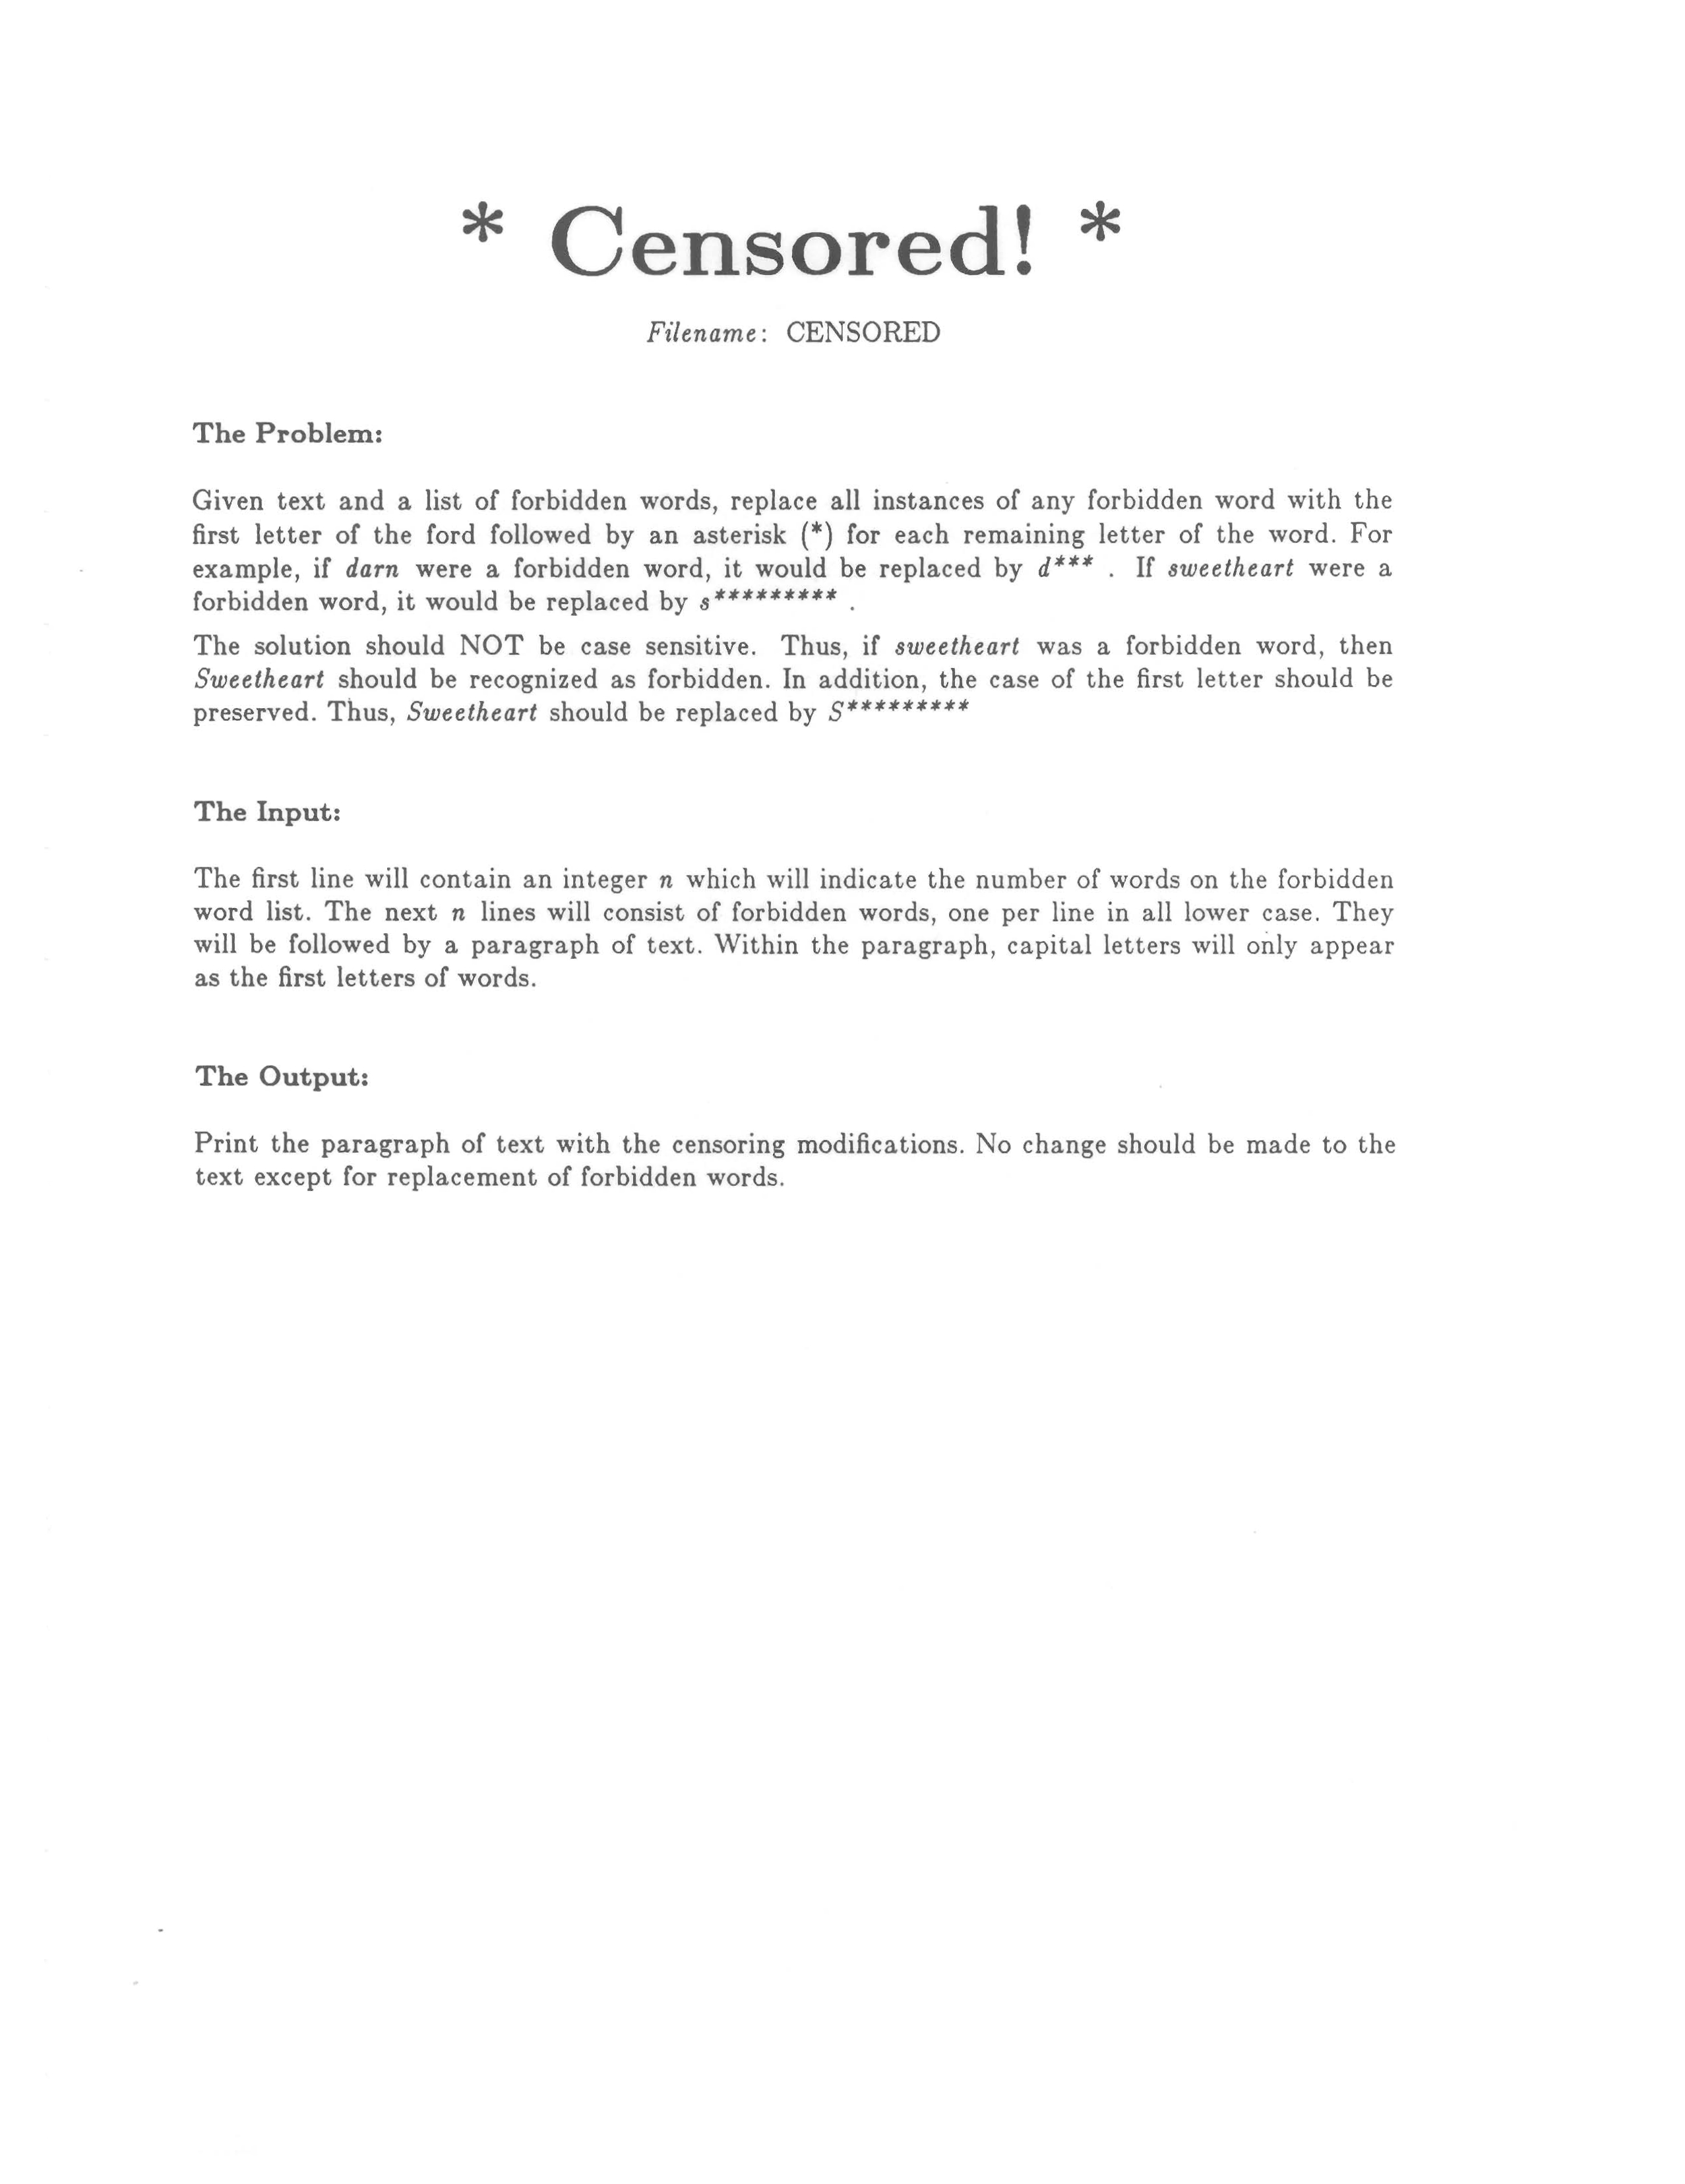 * Censored! *
Filename: CENSORED
The Problem:
Given text and a list of forbidden words, replace all instances of any forbidden word with the
first letter of the ford followed by an asterisk (*) for each remaining letter of the word. For
example, if darn were a forbidden word, it would be replaced by d*** . If sweetheart were a
forbidden word, it would be replaced by s********* .
The solution should NOT be case sensitive. Thus, if sweetheart was a forbidden word, then
Sweetheart should be recognized as forbidden. In addition, the case of the first letter should be
preserved. Thus, Sweetheart should be replaced by S*********
The Input:
The first line will contain an integer n which will indicate the number of words on the forbidden
word list. The next n lines will consist of forbidden words, one per line in all lower case. They
will be followed by a paragraph of text. Within the paragraph, capital letters will only appear
as the first letters of words.
The Output:
Print the paragraph of text with the censoring modifications. No change should be made to the
text except for replacement of forbidden words.